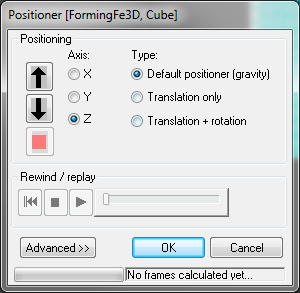 Positioner [FormingFe3D, Cube]
Positioning
Axis:
Type:
X
Default positioner (gravity)
Y
Translation only
Z
Translation + rotation
Rewind / replay
Advanced >>
OK
Cancel
No frames calculated yet...